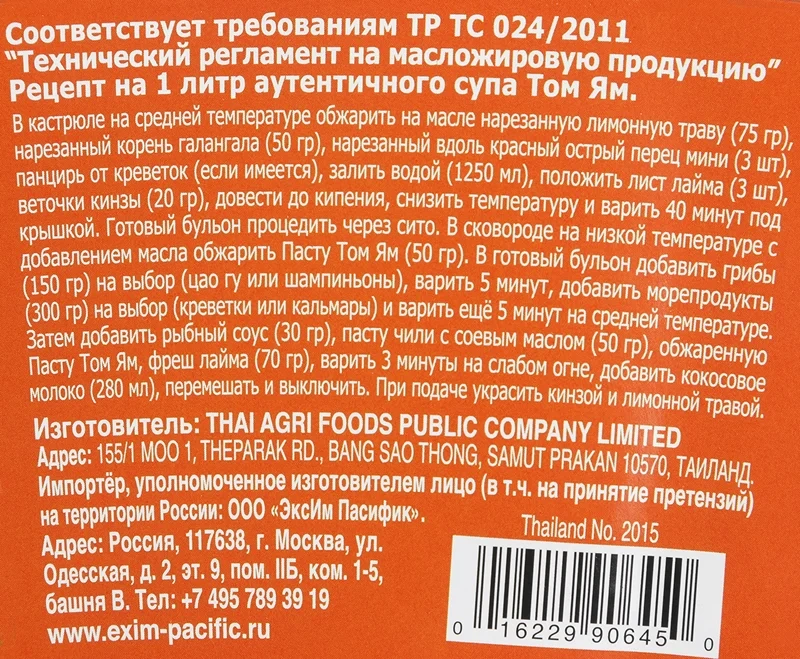 Соответствует требованиям ТР ТС 024/2011
"Технический регламент на масложировую продукцию"
Рецепт на 1 литр аутентичного супа Том Ям.
В кастрюле на средней температуре обжарить на масле нарезанную лимонную траву (75 гр),
нарезанный корень галангала (50 гр), нарезанный вдоль красный острый перец мини (3 шт),
панцирь от креветок (если имеется), залить водой (1250 мл), положить лист лайма (3 шт),
веточки кинзы (20 гр), довести до кипения, снизить температуру и варить 40 минут под
крышкой. Готовый бульон процедить через сито. В сковороде на низкой температуре с
добавлением масла обжарить Пасту Том Ям (50 гр). В готовый бульон добавить грибы
(150 гр) на выбор (цао гу или шампиньоны), варить 5 минут, добавить морепродукты
(300 гр) на выбор (креветки или кальмары) и варить ещё 5 минут на средней температуре.
Затем добавить рыбный соус (30 гр), пасту чили с соевым маслом (50 гр), обжаренную
Пасту Том Ям, фреш лайма (70 гр), варить 3 минуты на слабом огне, добавить кокосовое
молоко (280 мл), перемешать и выключить. При подаче украсить кинзой и лимонной травой.
Изготовитель: THAI AGRI FOODS PUBLIC COMPANY LIMITED
Адрес: 155/1 MOO 1, THEPARAK RD., BANG SAO THONG, SAMUT PRAKAN 10570, ТАИЛАНД.
Импортёр, уполномоченное изготовителем лицо (в т.ч. на принятие претензий)
на территории России: ООО «ЭксИм Пасифик».
Thailand No. 2015
Адрес: Россия, 117638, г. Москва, ул.
Одесская, д. 2, эт. 9, пом. IIБ, ком. 1-5,
башня В. Тел: +7 495 789 39 19
www.exim-pacific.ru
0 16229 90645 0